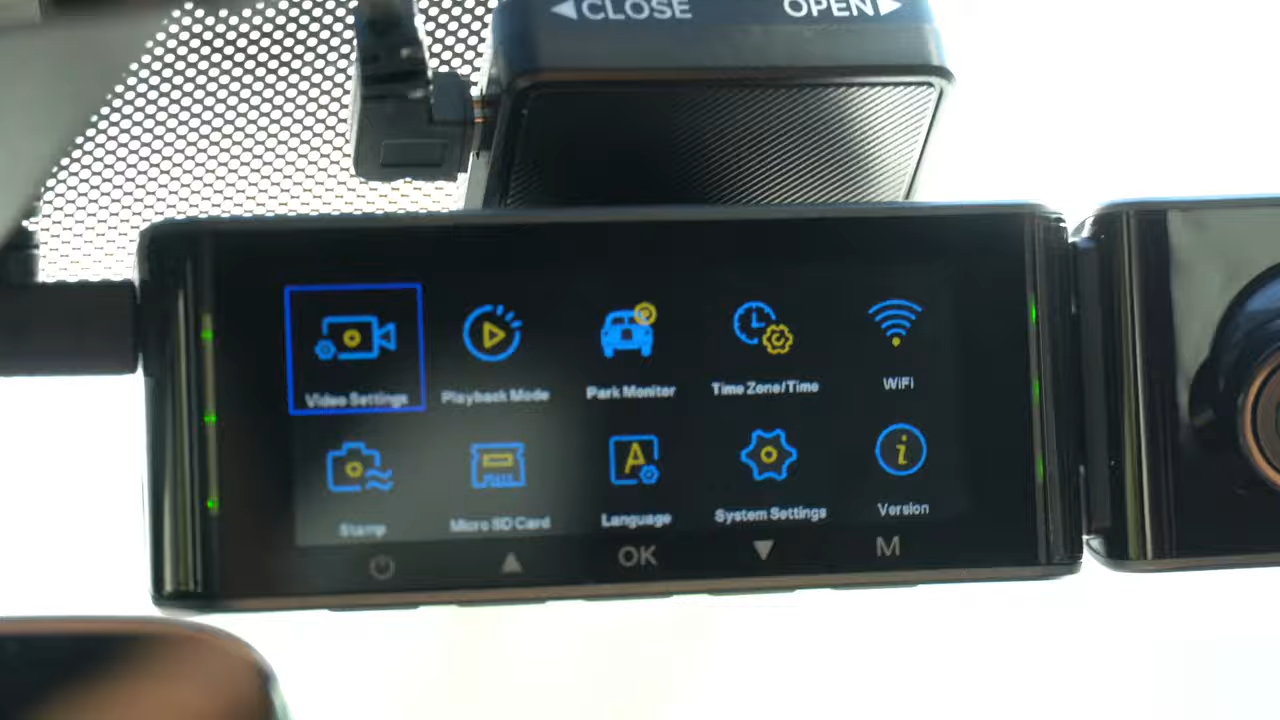 ◀CLOSE OPEN▶
Video Settings Playback Mode Park Monitor Time Zone/Time WiFi
Stamp Micro SD Card Language System Settings Version
OK M